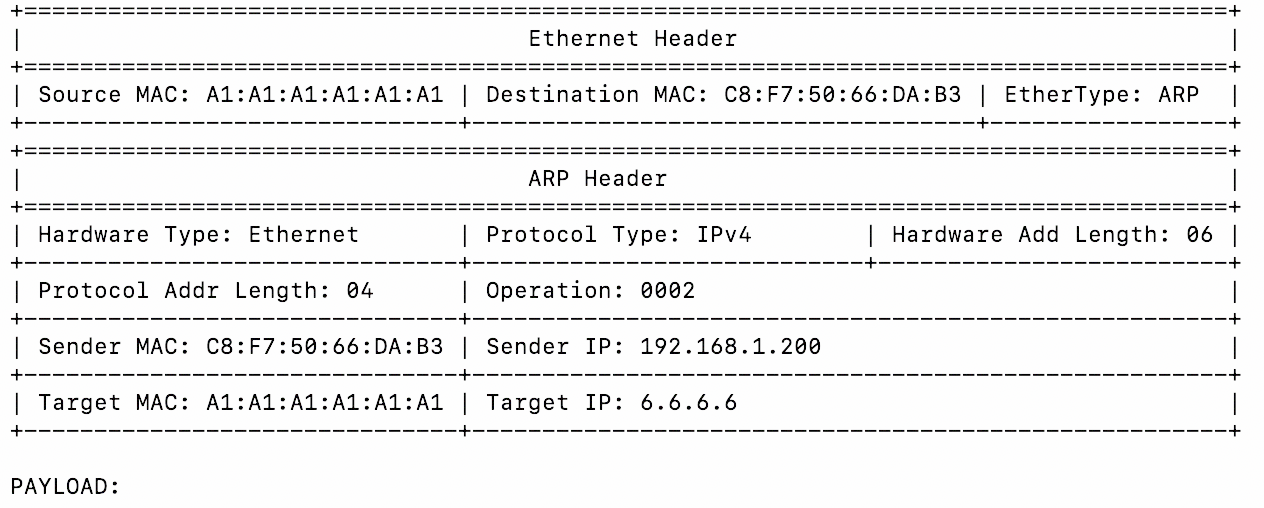 Ethernet Header
Source MAC: A1:A1:A1:A1:A1:A1 | Destination MAC: C8:F7:50:66:DA:B3 | EtherType: ARP
ARP Header
Hardware Type: Ethernet | Protocol Type: IPv4 | Hardware Add Length: 06
Protocol Addr Length: 04 | Operation: 0002
Sender MAC: C8:F7:50:66:DA:B3 | Sender IP: 192.168.1.200
Target MAC: A1:A1:A1:A1:A1:A1 | Target IP: 6.6.6.6
PAYLOAD: